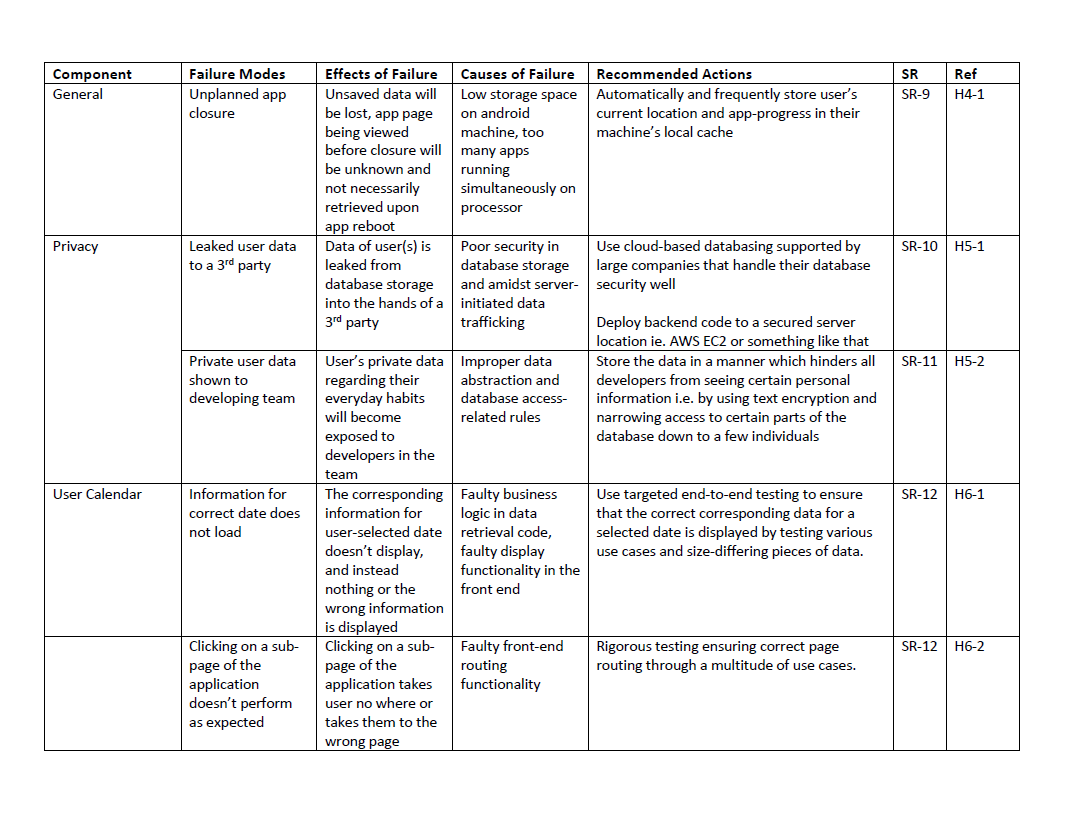 Component
Failure Modes
Effects of Failure
Causes of Failure
Recommended Actions
SR
Ref
General
Unplanned app
closure
Unsaved data will
be lost, app page
being viewed
before closure will
be unknown and
not necessarily
retrieved upon
app reboot
Low storage space
on android
machine, too
many apps
running
simultaneously on
processor
Automatically and frequently store user’s
current location and app-progress in their
machine’s local cache
SR-9
H4-1
Privacy
Leaked user data
to a 3rd party
Data of user(s) is
leaked from
database storage
into the hands of a
3rd party
Poor security in
database storage
and amidst server-
initiated data
trafficking
Use cloud-based databasing supported by
large companies that handle their database
security well
Deploy backend code to a secured server
location ie. AWS EC2 or something like that
SR-10
H5-1
Private user data
shown to
developing team
User’s private data
regarding their
everyday habits
will become
exposed to
developers in the
team
Improper data
abstraction and
database access-
related rules
Store the data in a manner which hinders all
developers from seeing certain personal
information i.e. by using text encryption and
narrowing access to certain parts of the
database down to a few individuals
SR-11
H5-2
User Calendar
Information for
correct date does
not load
The corresponding
information for
user-selected date
doesn’t display,
and instead
nothing or the
wrong information
is displayed
Faulty business
logic in data
retrieval code,
faulty display
functionality in the
front end
Use targeted end-to-end testing to ensure
that the correct corresponding data for a
selected date is displayed by testing various
use cases and size-differing pieces of data.
SR-12
H6-1
Clicking on a sub-
page of the
application
doesn’t perform
as expected
Clicking on a sub-
page of the
application takes
user no where or
takes them to the
wrong page
Faulty front-end
routing
functionality
Rigorous testing ensuring correct page
routing through a multitude of use cases.
SR-12
H6-2